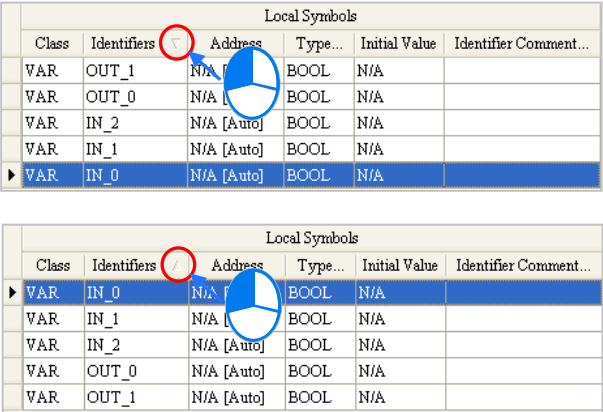 Local Symbols
Class Identifiers Address Type... Initial Value Identifier Comment...
VAR OUT_1 N/A [Auto] BOOL N/A
VAR OUT_0 N/A [ BOOL N/A
VAR IN_2 N/A [Auto] BOOL N/A
VAR IN_1 N/A [Auto] BOOL N/A
VAR IN_0 N/A [Auto] BOOL N/A
Local Symbols
Class Identifiers Address Type... Initial Value Identifier Comment...
VAR IN_0 N/A [ BOOL N/A
VAR IN_1 N/A [ BOOL N/A
VAR IN_2 N/A [Auto] BOOL N/A
VAR OUT_0 N/A [Auto] BOOL N/A
VAR OUT_1 N/A [Auto] BOOL N/A